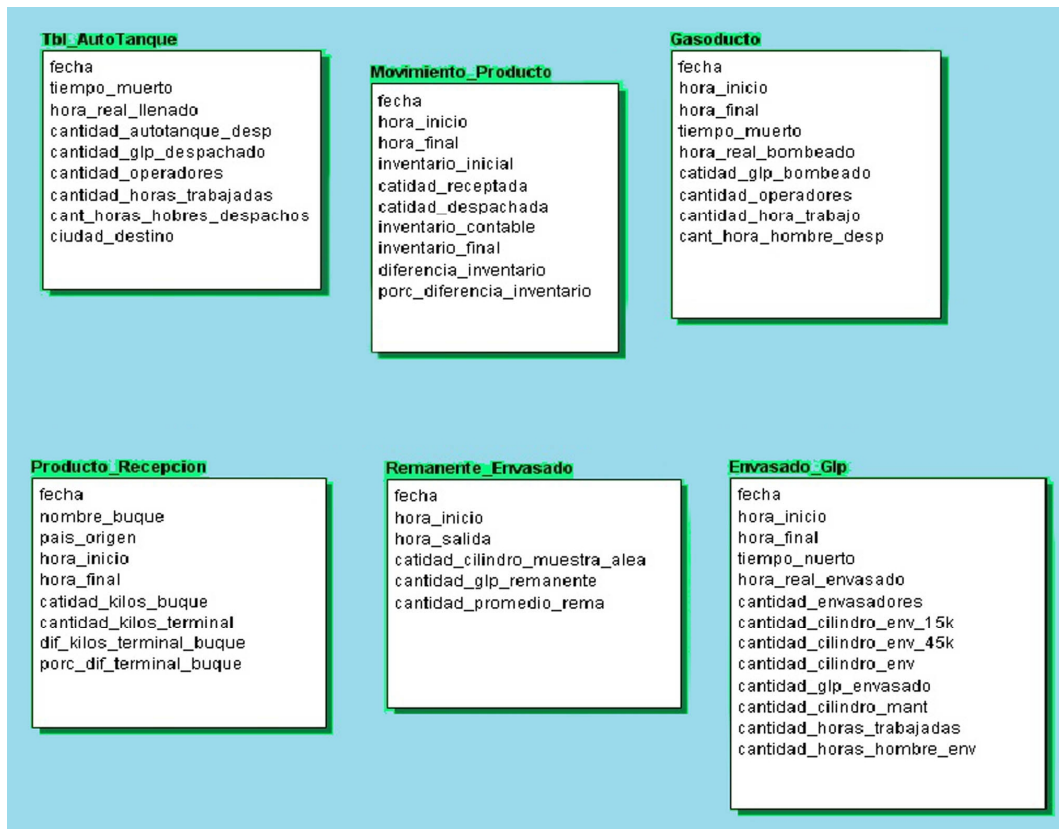 Tbl_AutoTanque
fecha
tiempo_muerto
hora_real_llenado
cantidad_autotanque_desp
cantidad_glp_despachado
cantidad_operadores
cantidad_horas_trabajadas
cant_horas_hobres_despachos
ciudad_destino
Movimiento_Producto
fecha
hora_inicio
hora_final
inventario_inicial
catidad_receptada
catidad_despachada
inventario_contable
inventario_final
diferencia_inventario
porc_diferencia_inventario
Gasoducto
fecha
hora_inicio
hora_final
tiempo_muerto
hora_real_bombeado
catidad_glp_bombeado
cantidad_operadores
cantidad_hora_trabajo
cant_hora_hombre_desp
Producto_Recepcion
fecha
nombre_buque
pais_origen
hora_inicio
hora_final
catidad_kilos_buque
cantidad_kilos_terminal
dif_kilos_terminal_buque
porc_dif_terminal_buque
Remanente_Envasado
fecha
hora_inicio
hora_salida
catidad_cilindro_muestra_alea
cantidad_glp_remanente
cantidad_promedio_rema
Envasado_Glp
fecha
hora_inicio
hora_final
tiempo_nuerto
hora_real_envasado
cantidad_envasadores
cantidad_cilindro_env_15k
cantidad_cilindro_env_45k
cantidad_cilindro_env
cantidad_glp_envasado
cantidad_cilindro_mant
cantidad_horas_trabajadas
cantidad_horas_hombre_env